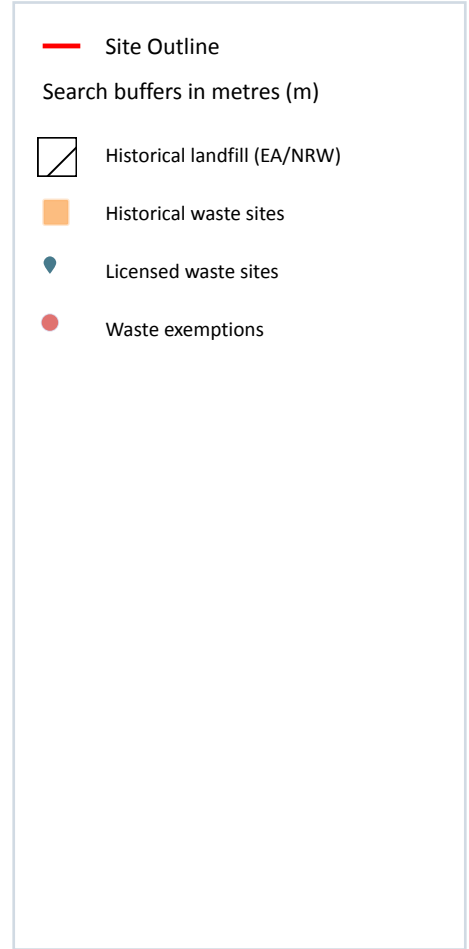 Site Outline
Search buffers in metres (m)
Historical landfill (EA/NRW)
Historical waste sites
Licensed waste sites
Waste exemptions